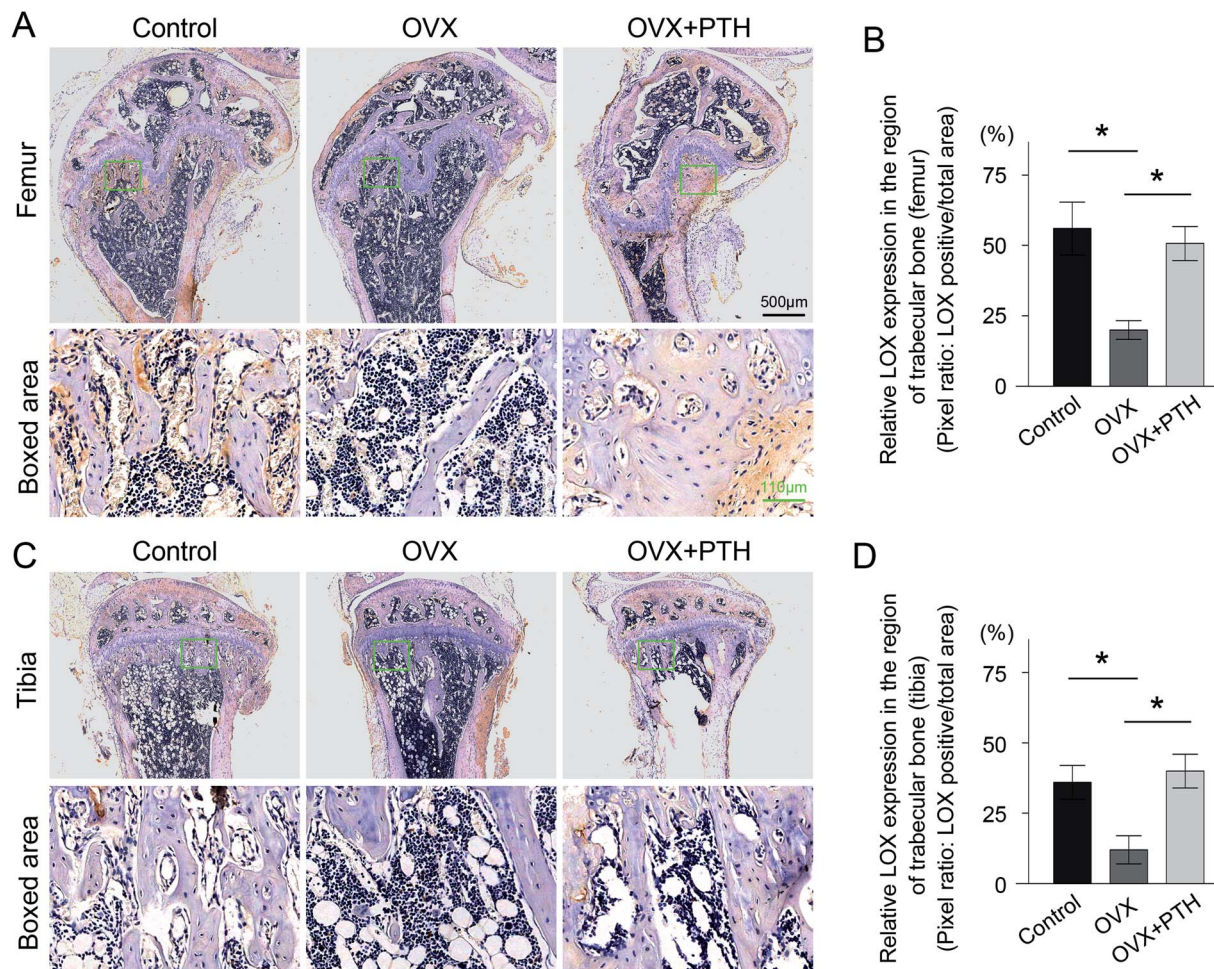 A
Control
OVX
OVX+PTH
Femur
500µm
Boxed area
110µm
B
Relative LOX expression in the region
of trabecular bone (femur)
(Pixel ratio: LOX positive/total area)
(%)
75
50
25
0
*
*
Control
OVX
OVX+PTH
C
Control
OVX
OVX+PTH
Tibia
Boxed area
D
Relative LOX expression in the region
of trabecular bone (tibia)
(Pixel ratio: LOX positive/total area)
(%)
75
50
25
0
*
*
Control
OVX
OVX+PTH